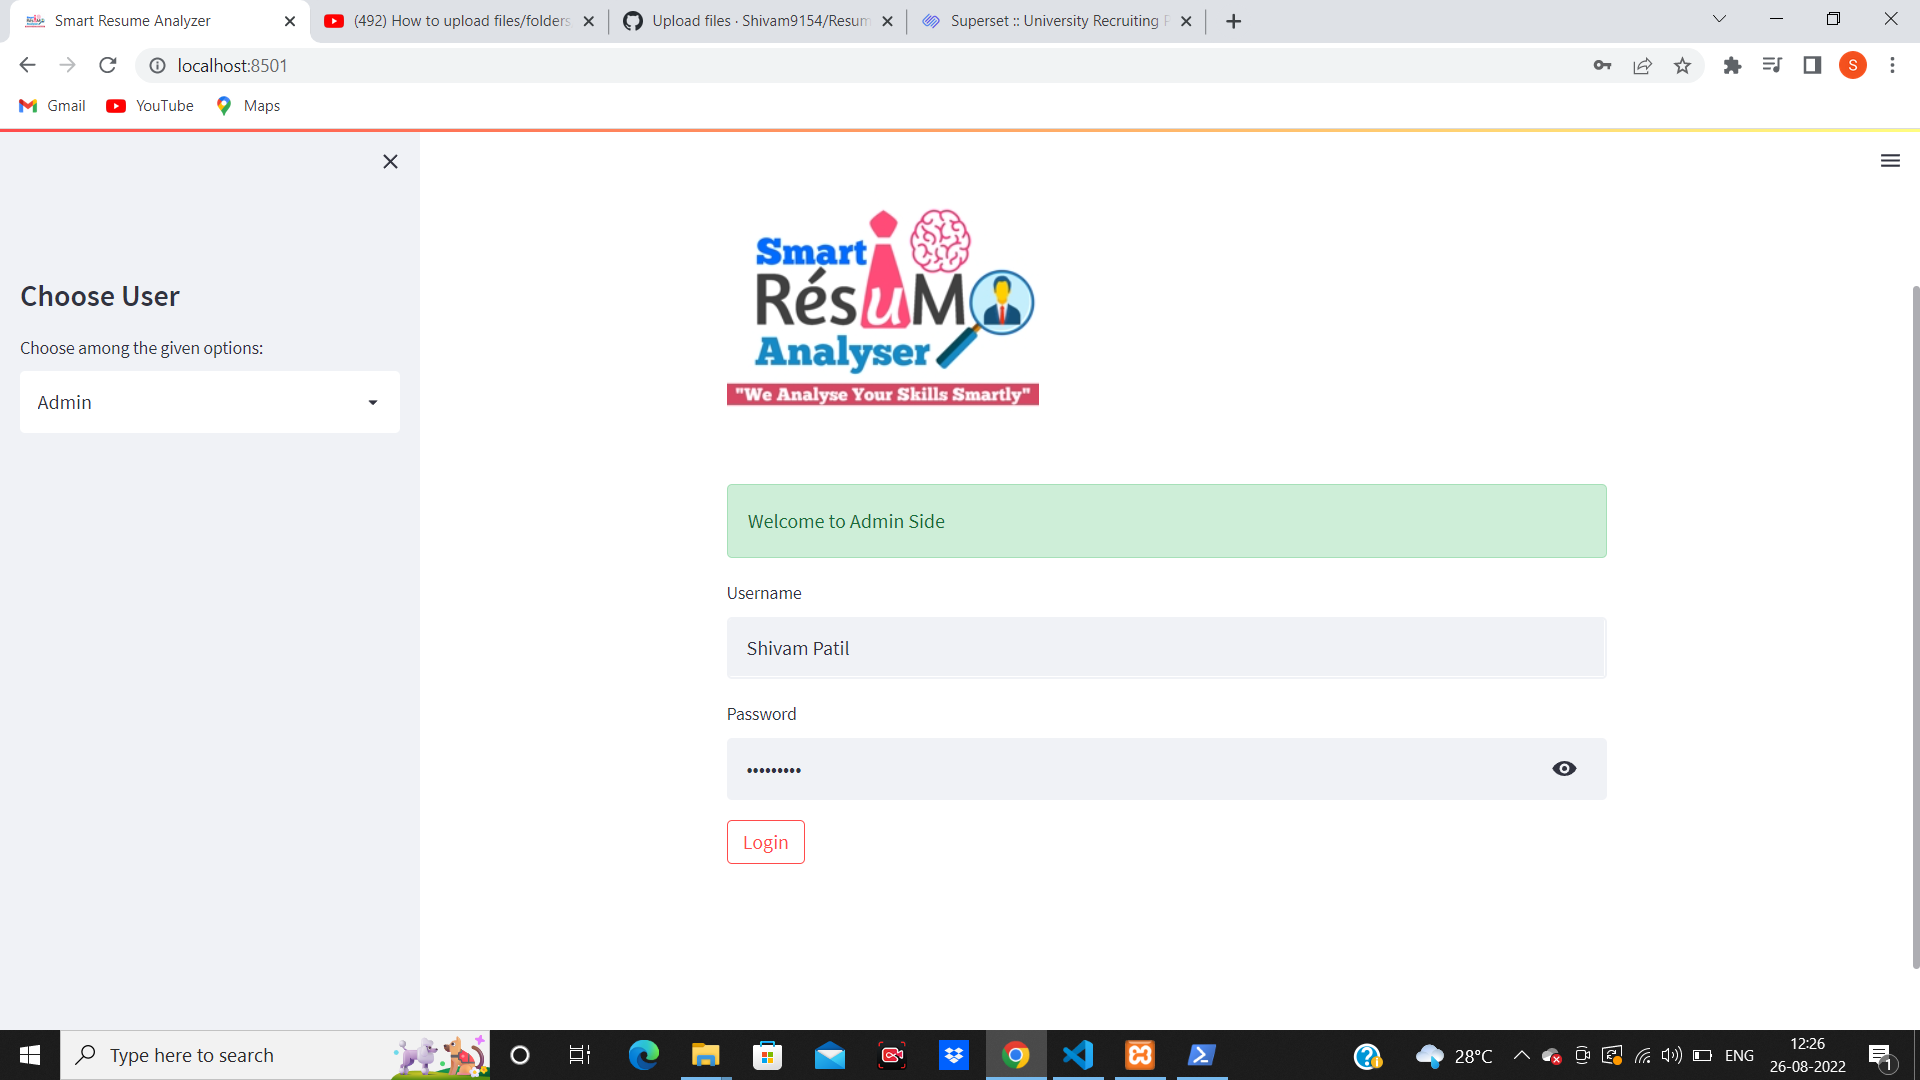 Smart Resume Analyzer
(492) How to upload files/folders
Upload files · Shivam9154/Resum
Superset :: University Recruiting P
localhost:8501
S
Gmail
YouTube
Maps
Choose User
Choose among the given options:
Admin
Smart
RésuM
Analyser
"We Analyse Your Skills Smartly"
Welcome to Admin Side
Username
Shivam Patil
Password
•••••••••
Login
Type here to search
28°C
ENG
12:26
26-08-2022
1